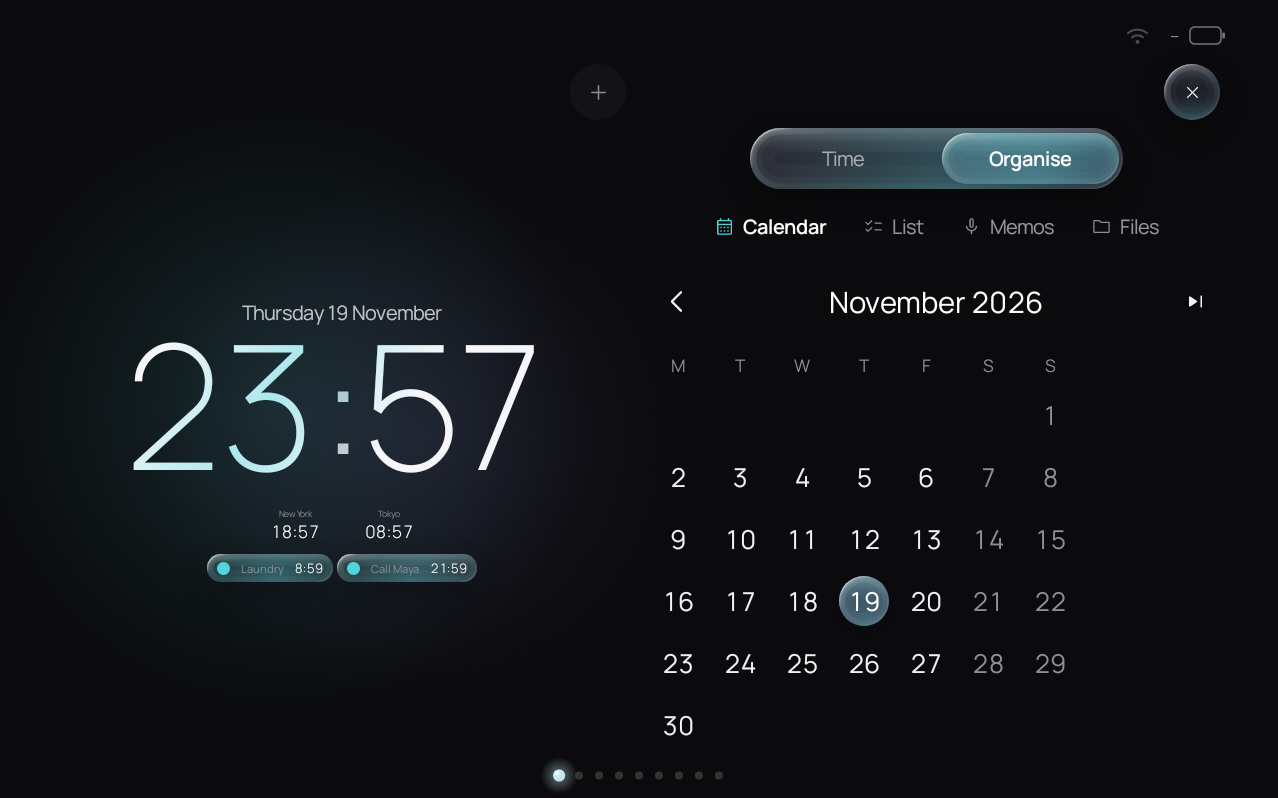 Time Organise
Calendar List Memos Files
November 2026
M T W T F S S
1
2 3 4 5 6 7 8
9 10 11 12 13 14 15
16 17 18 19 20 21 22
23 24 25 26 27 28 29
30
Thursday 19 November
23:57
New York Tokyo
18:57 08:57
Laundry 8:59 Call Maya 21:59